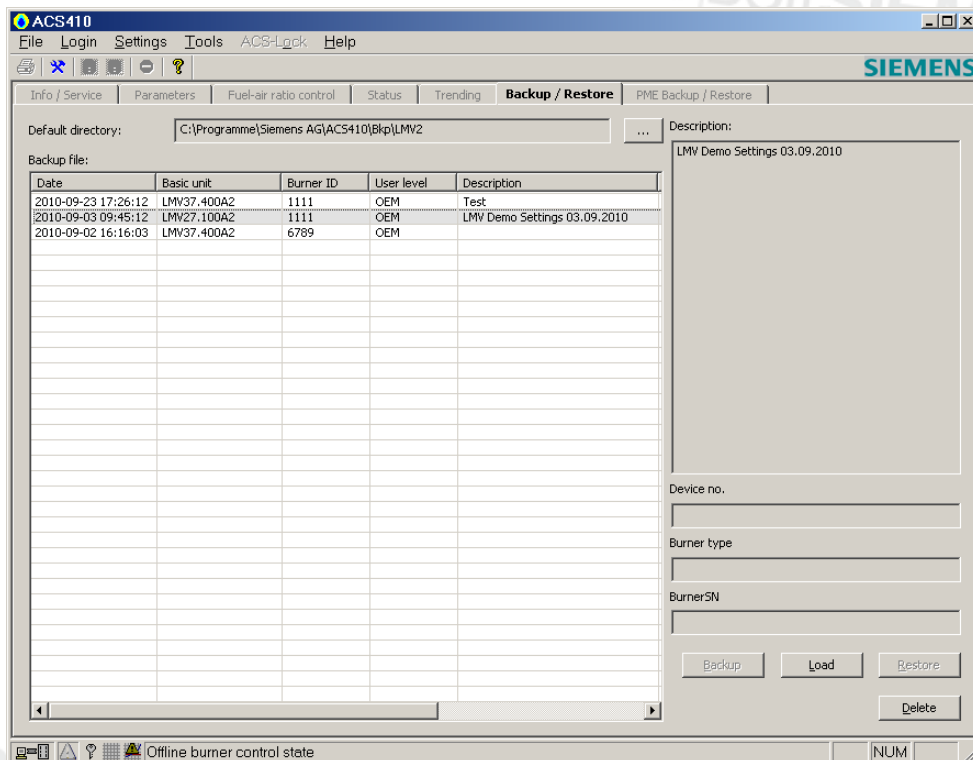 ACS410
File Login Settings Tools ACS-Lock Help
SIEMENS
Info / Service Parameters Fuel-air ratio control Status Trending Backup / Restore PME Backup / Restore
Default directory: C:\Programme\Siemens AG\ACS410\Bkp\LMV2 ... Description:
LMV Demo Settings 03.09.2010
Backup file:
Date Basic unit Burner ID User level Description
2010-09-23 17:26:12 LMV37.400A2 1111 OEM Test
2010-09-03 09:45:12 LMV27.100A2 1111 OEM LMV Demo Settings 03.09.2010
2010-09-02 16:16:03 LMV37.400A2 6789 OEM
Device no.
Burner type
BurnerSN
Backup Load Restore
Delete
Offline burner control state NUM